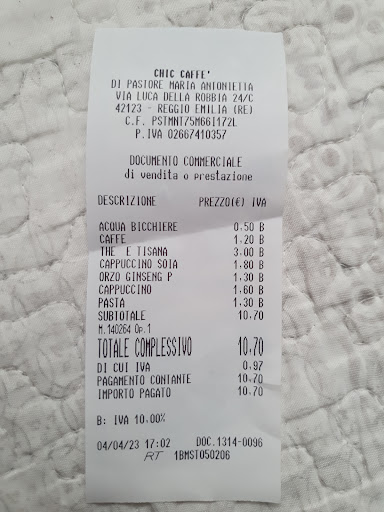 CHIC CAFFE'
DI PASTORE MARIA ANTONIETTA
VIA LUCA DELLA ROBBIA 24/C
42123 - REGGIO EMILIA (RE)
C.F. PSTMNT75M66I172L
P.IVA 02667410357
DOCUMENTO COMMERCIALE
di vendita o prestazione
DESCRIZIONE PREZZO(€) IVA
ACQUA BICCHIERE 0,50 B
CAFFE 1,20 B
THE E TISANA 3,00 B
CAPPUCCINO SOIA 1,80 B
ORZO GINSENG P 1,30 B
CAPPUCCINO 1,60 B
PASTA 1,30 B
SUBTOTALE 10,70
M.140264 Op.1
TOTALE COMPLESSIVO 10,70
DI CUI IVA 0,97
PAGAMENTO CONTANTE 10,70
IMPORTO PAGATO 10,70
B: IVA 10,00%
04/04/23 17:02 DOC.1314-0096
RT 1BMST050206